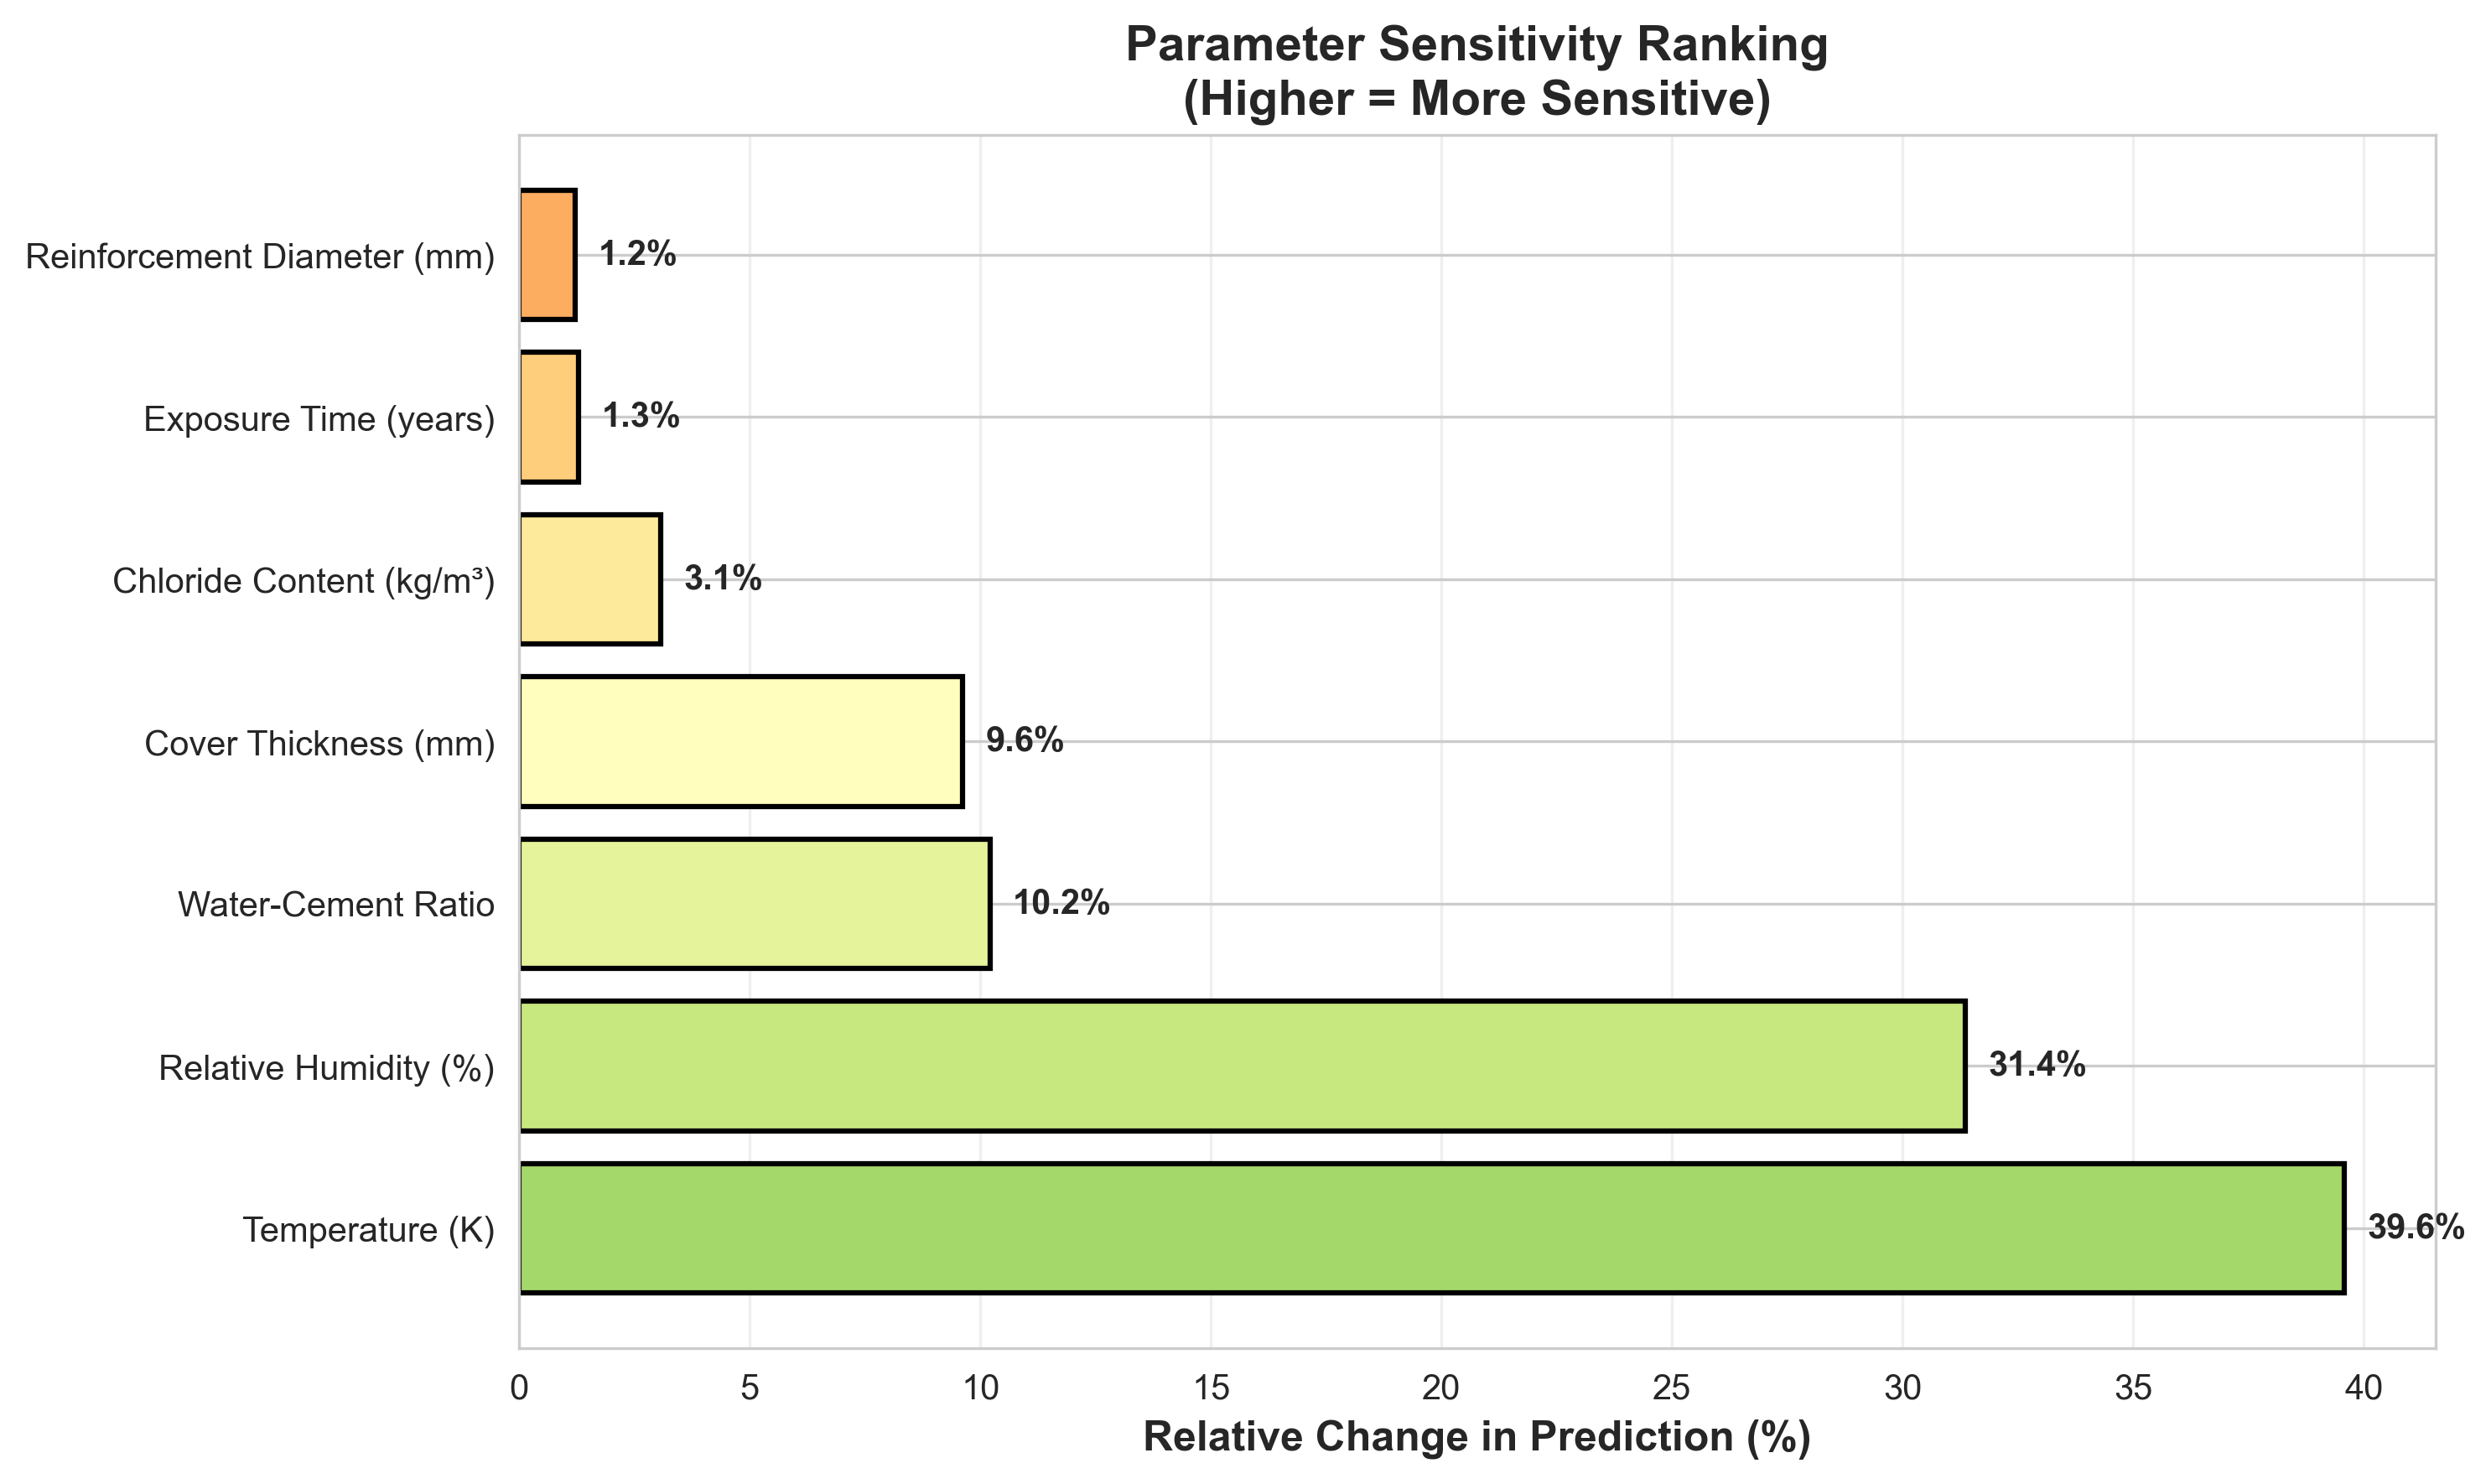 Parameter Sensitivity Ranking
(Higher = More Sensitive)
Reinforcement Diameter (mm)
1.2%
Exposure Time (years)
1.3%
Chloride Content (kg/m³)
3.1%
Cover Thickness (mm)
9.6%
Water-Cement Ratio
10.2%
Relative Humidity (%)
31.4%
Temperature (K)
39.6%
0 5 10 15 20 25 30 35 40
Relative Change in Prediction (%)